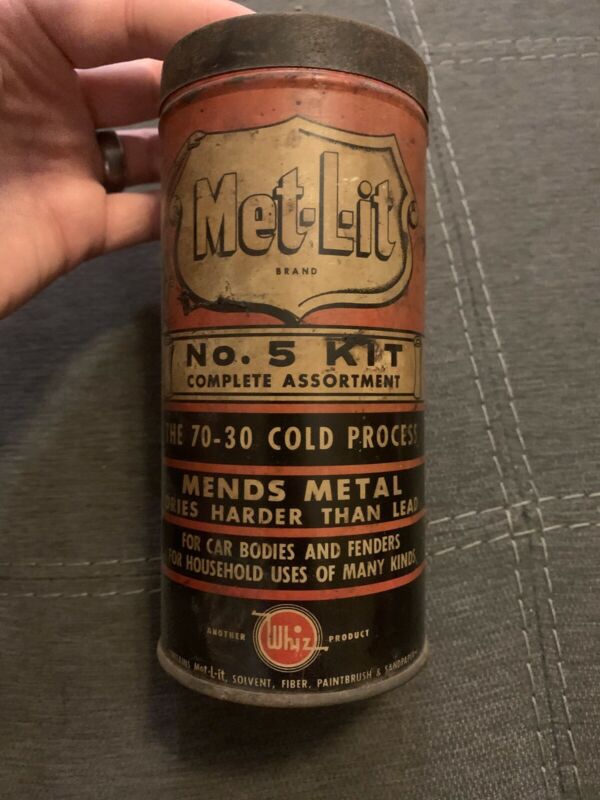 Met-L-it
BRAND
No. 5 KIT
COMPLETE ASSORTMENT
THE 70-30 COLD PROCESS
MENDS METAL
DRIES HARDER THAN LEAD
FOR CAR BODIES AND FENDERS
FOR HOUSEHOLD USES OF MANY KINDS
ANOTHER Whiz PRODUCT
Met-L-it, SOLVENT, FIBER, PAINTBRUSH & SANDPAPER